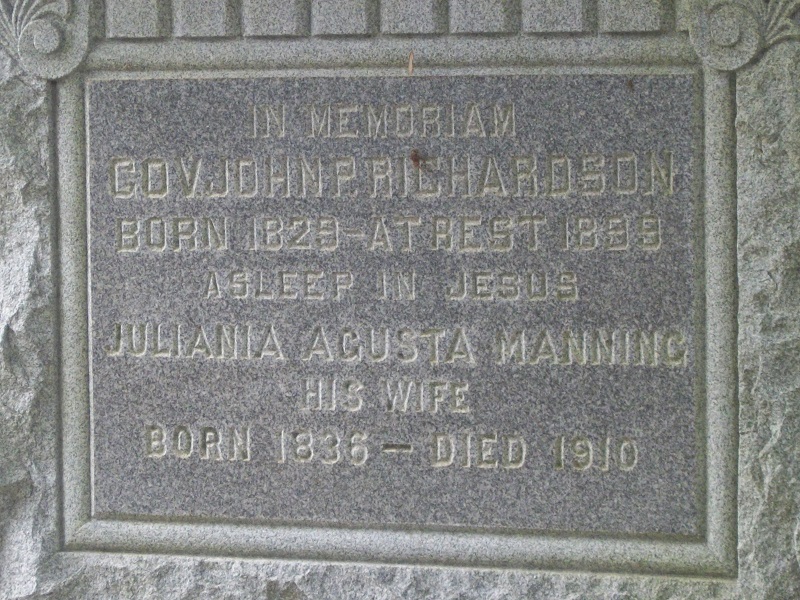 IN MEMORIAM
GOV. JOHN P. RICHARDSON
BORN 1829 - AT REST 1899
ASLEEP IN JESUS
JULIANIA AGUSTA MANNING
HIS WIFE
BORN 1836 - DIED 1910